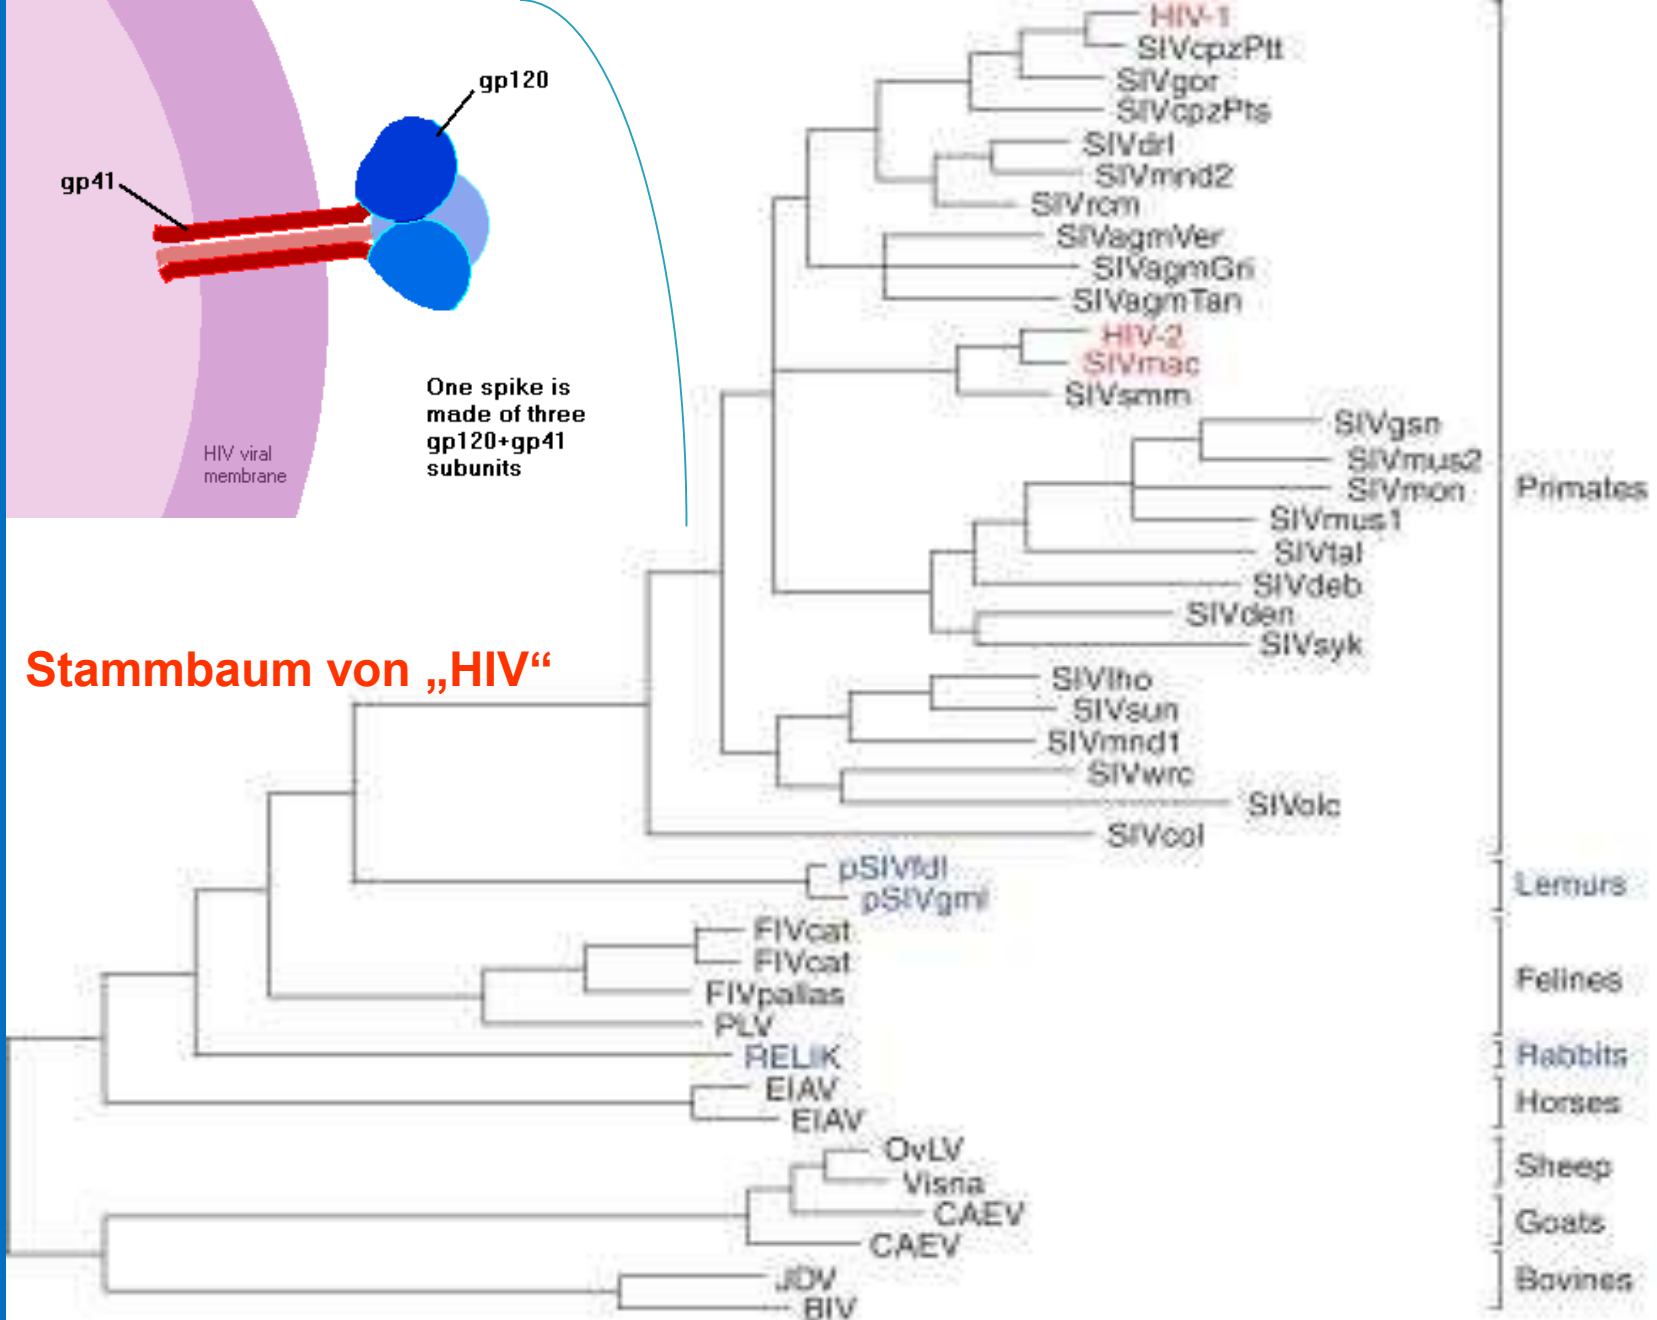 gp120
gp41
One spike is
made of three
gp120+gp41
subunits
HIV viral
membrane
Stammbaum von „HIV“
HIV-1
SIVcpzPtt
SIVgor
SIVcpzPts
SIVdrl
SIVmnd2
SIVrcm
SIVagmVer
SIVagmGri
SIVagmTan
HIV-2
SIVmac
SIVsmm
SIVgsn
SIVmus2
SIVmon
SIVmus1
SIVtal
SIVdeb
SIVden
SIVsyk
SIVlho
SIVsun
SIVmnd1
SIVwrc
SIVolc
SIVcol
Primates
pSIVfdl
pSIVgml
Lemurs
FIVcat
FIVcat
FIVpallas
PLV
Felines
RELIK
Rabbits
EIAV
EIAV
Horses
OvLV
Visna
Sheep
CAEV
CAEV
Goats
JDV
BIV
Bovines